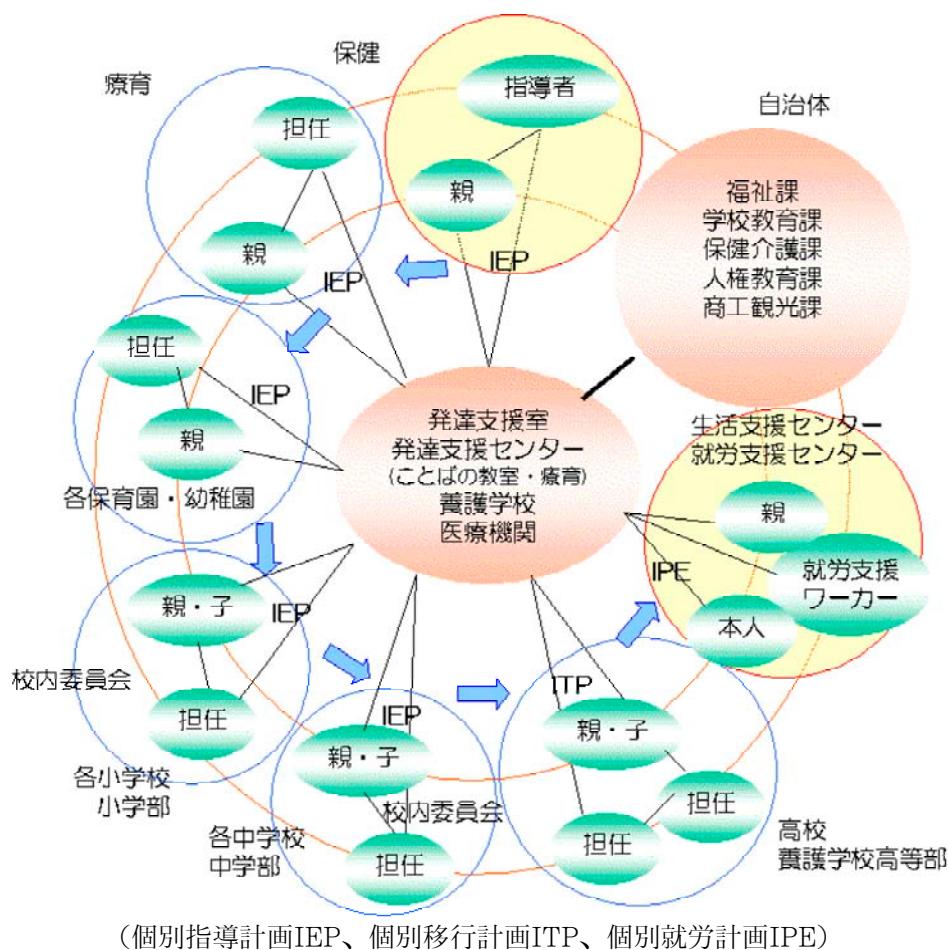 保健
療育
指導者
自治体
担任
親
福祉課
学校教育課
保健介護課
人権教育課
商工観光課
親
IEP
IEP
担任
IEP
親
各保育園・幼稚園
発達支援室
発達支援センター
(ことばの教室・療育)
養護学校
医療機関
生活支援センター
就労支援センター
親
就労支援
ワーカー
IPE
本人
親・子
IEP
校内委員会
担任
各小学校
小学部
IEP
親・子
校内委員会
各中学校
中学部
担任
ITP
親・子
担任
担任
高校
養護学校高等部
(個別指導計画IEP、個別移行計画ITP、個別就労計画IPE)